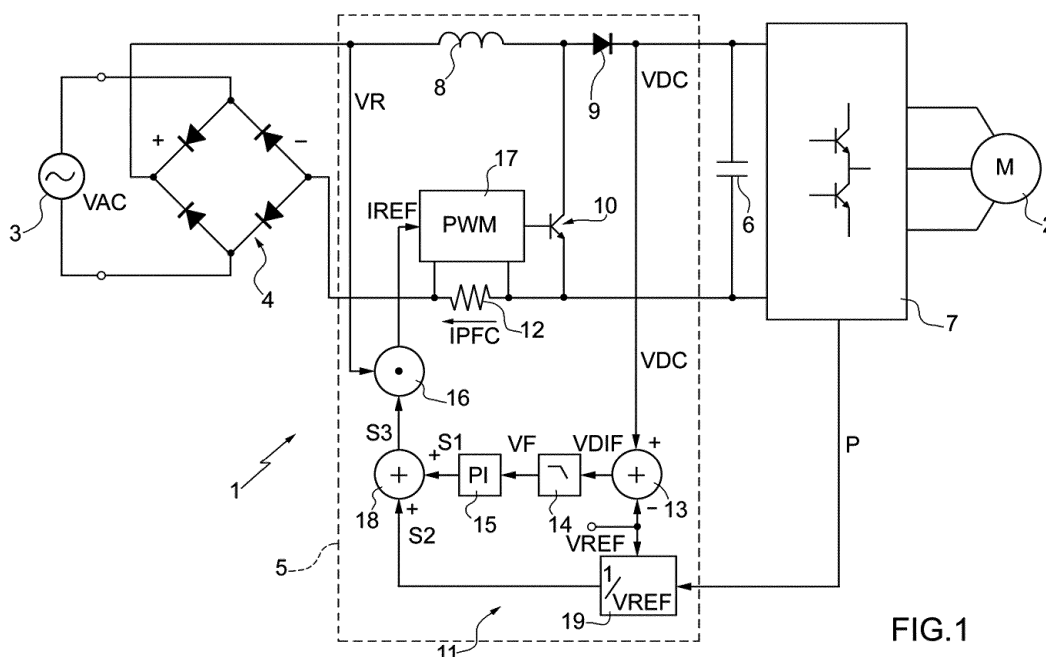 8
9
VR
VDC
+
−
17
10
IREF
PWM
M
VAC
3
6
2
4
12
IPFC
7
VDC
16
S3
S1
VF
VDIF
+
P
+
+
PI
+
−
1
18
15
14
13
+
S2
VREF
5
1/VREF
19
11
FIG.1